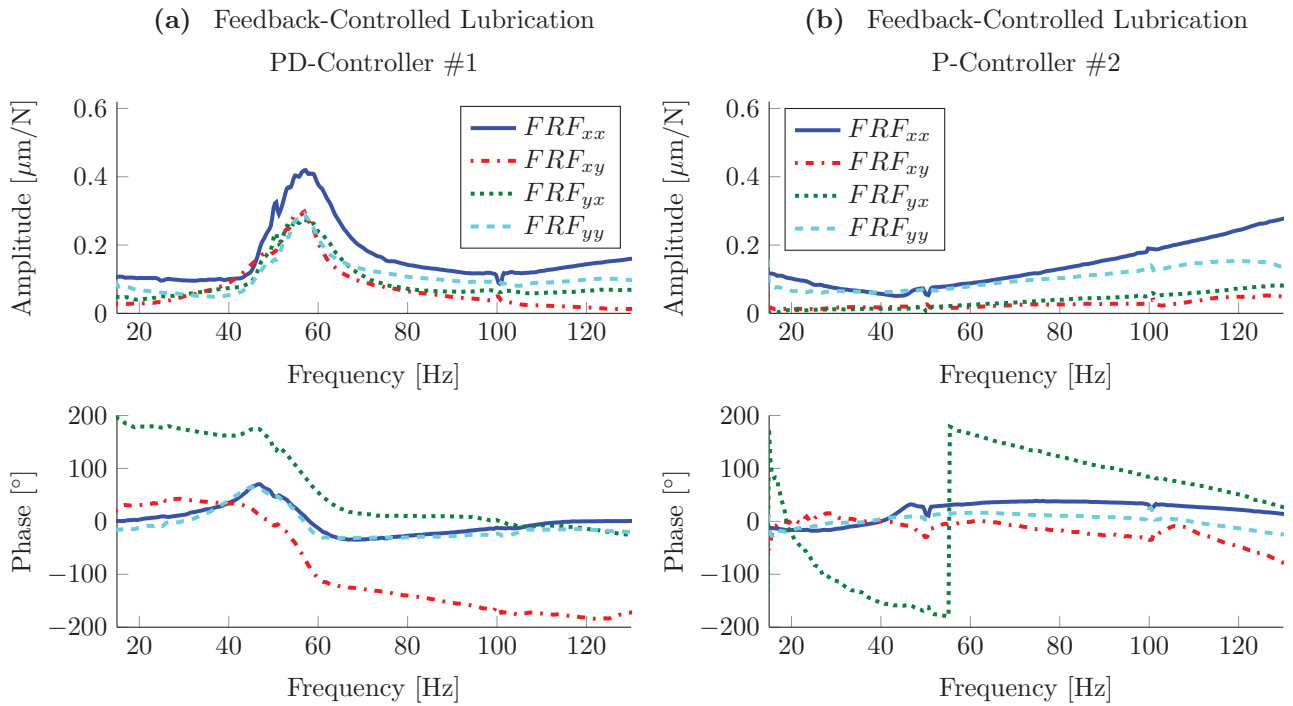 (a) Feedback-Controlled Lubrication
PD-Controller #1
0.6
0.4
0.2
0
Amplitude [μm/N]
FRF_xx
FRF_xy
FRF_yx
FRF_yy
20 40 60 80 100 120
Frequency [Hz]
200
100
0
−100
−200
Phase [°]
20 40 60 80 100 120
Frequency [Hz]
(b) Feedback-Controlled Lubrication
P-Controller #2
0.6
0.4
0.2
0
Amplitude [μm/N]
FRF_xx
FRF_xy
FRF_yx
FRF_yy
20 40 60 80 100 120
Frequency [Hz]
200
100
0
−100
−200
Phase [°]
20 40 60 80 100 120
Frequency [Hz]